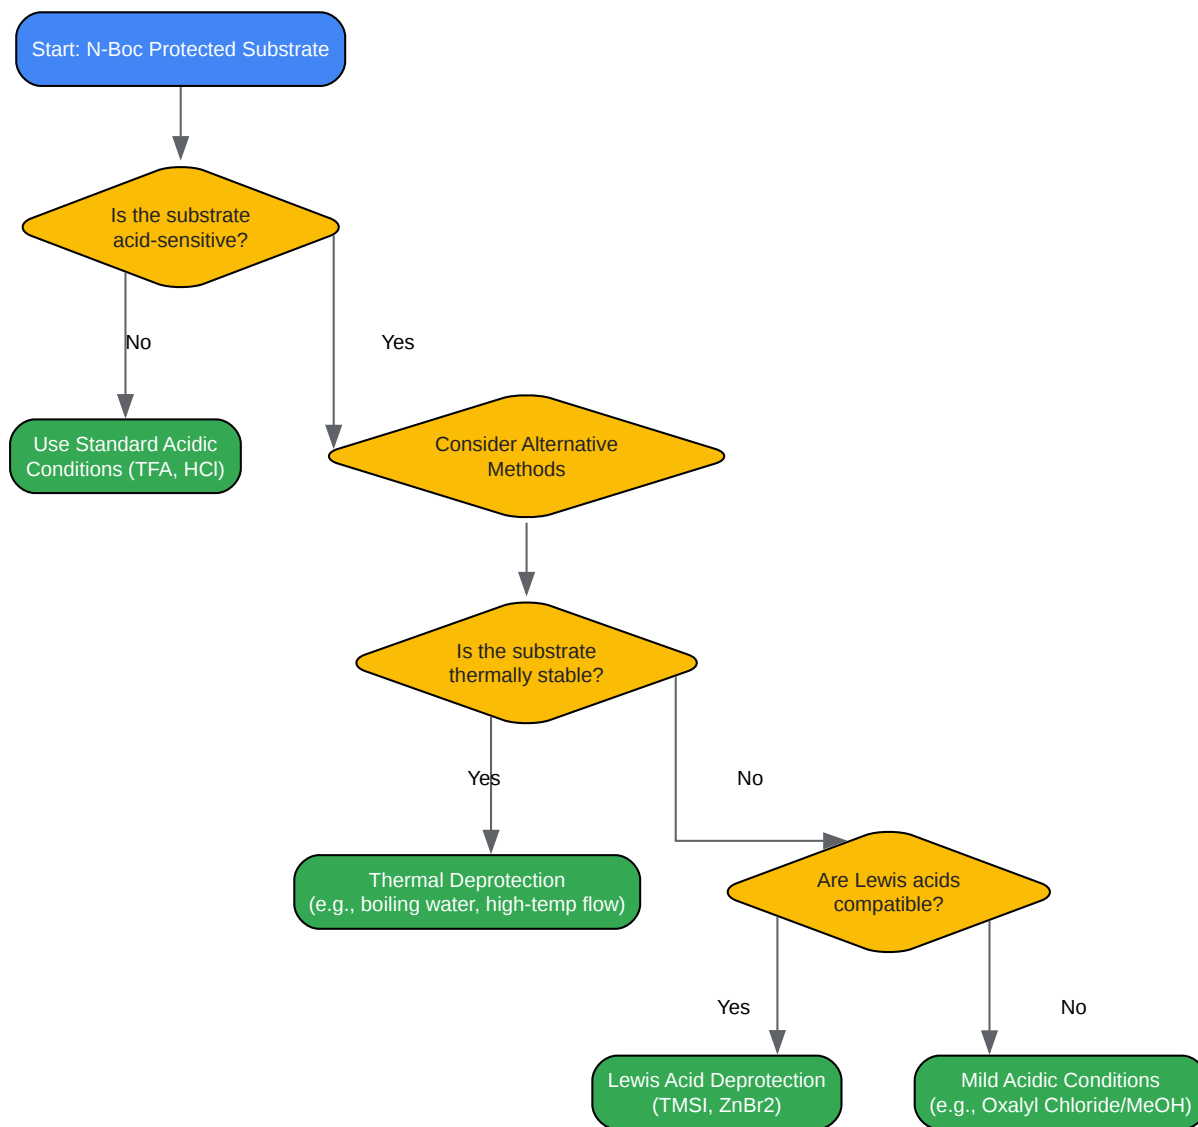 Start: N-Boc Protected Substrate
Is the substrate
acid-sensitive?
No
Yes
Use Standard Acidic
Conditions (TFA, HCl)
Consider Alternative
Methods
Is the substrate
thermally stable?
Yes
No
Thermal Deprotection
(e.g., boiling water, high-temp flow)
Are Lewis acids
compatible?
Yes
No
Lewis Acid Deprotection
(TMSI, ZnBr2)
Mild Acidic Conditions
(e.g., Oxalyl Chloride/MeOH)